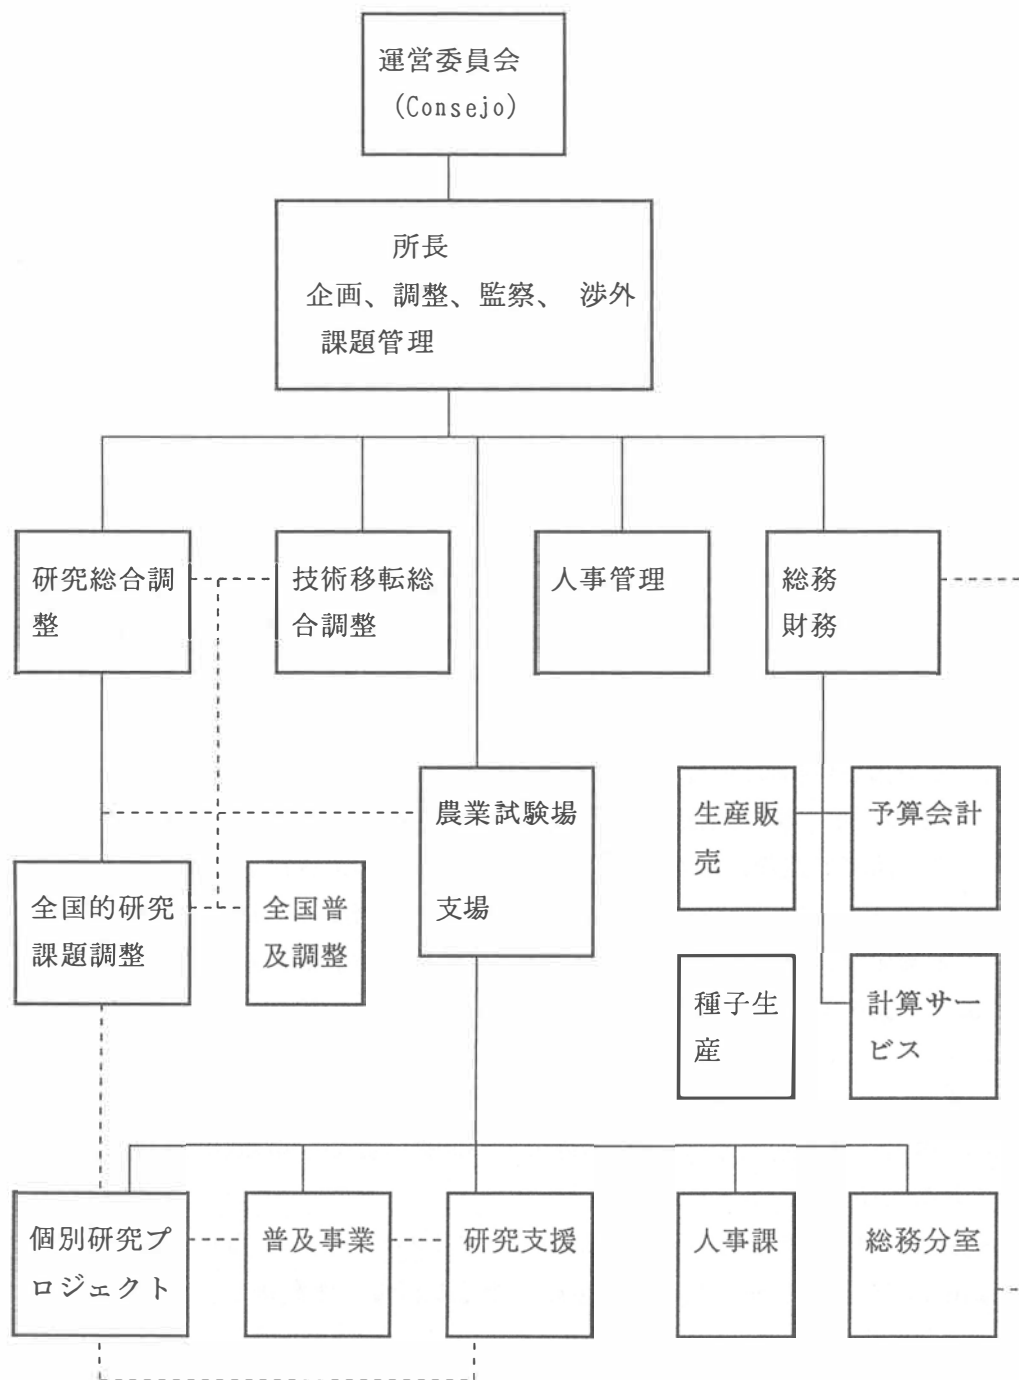 運営委員会
(Consejo)
所長
企画、調整、監察、 渉外
課題管理
研究総合調
整
技術移転総
合調整
人事管理
総務
財務
農業試験場
支場
生産販
売
予算会計
全国的研究
課題調整
全国普
及調整
種子生
産
計算サー
ビス
個別研究プ
ロジェクト
普及事業
研究支援
人事課
総務分室